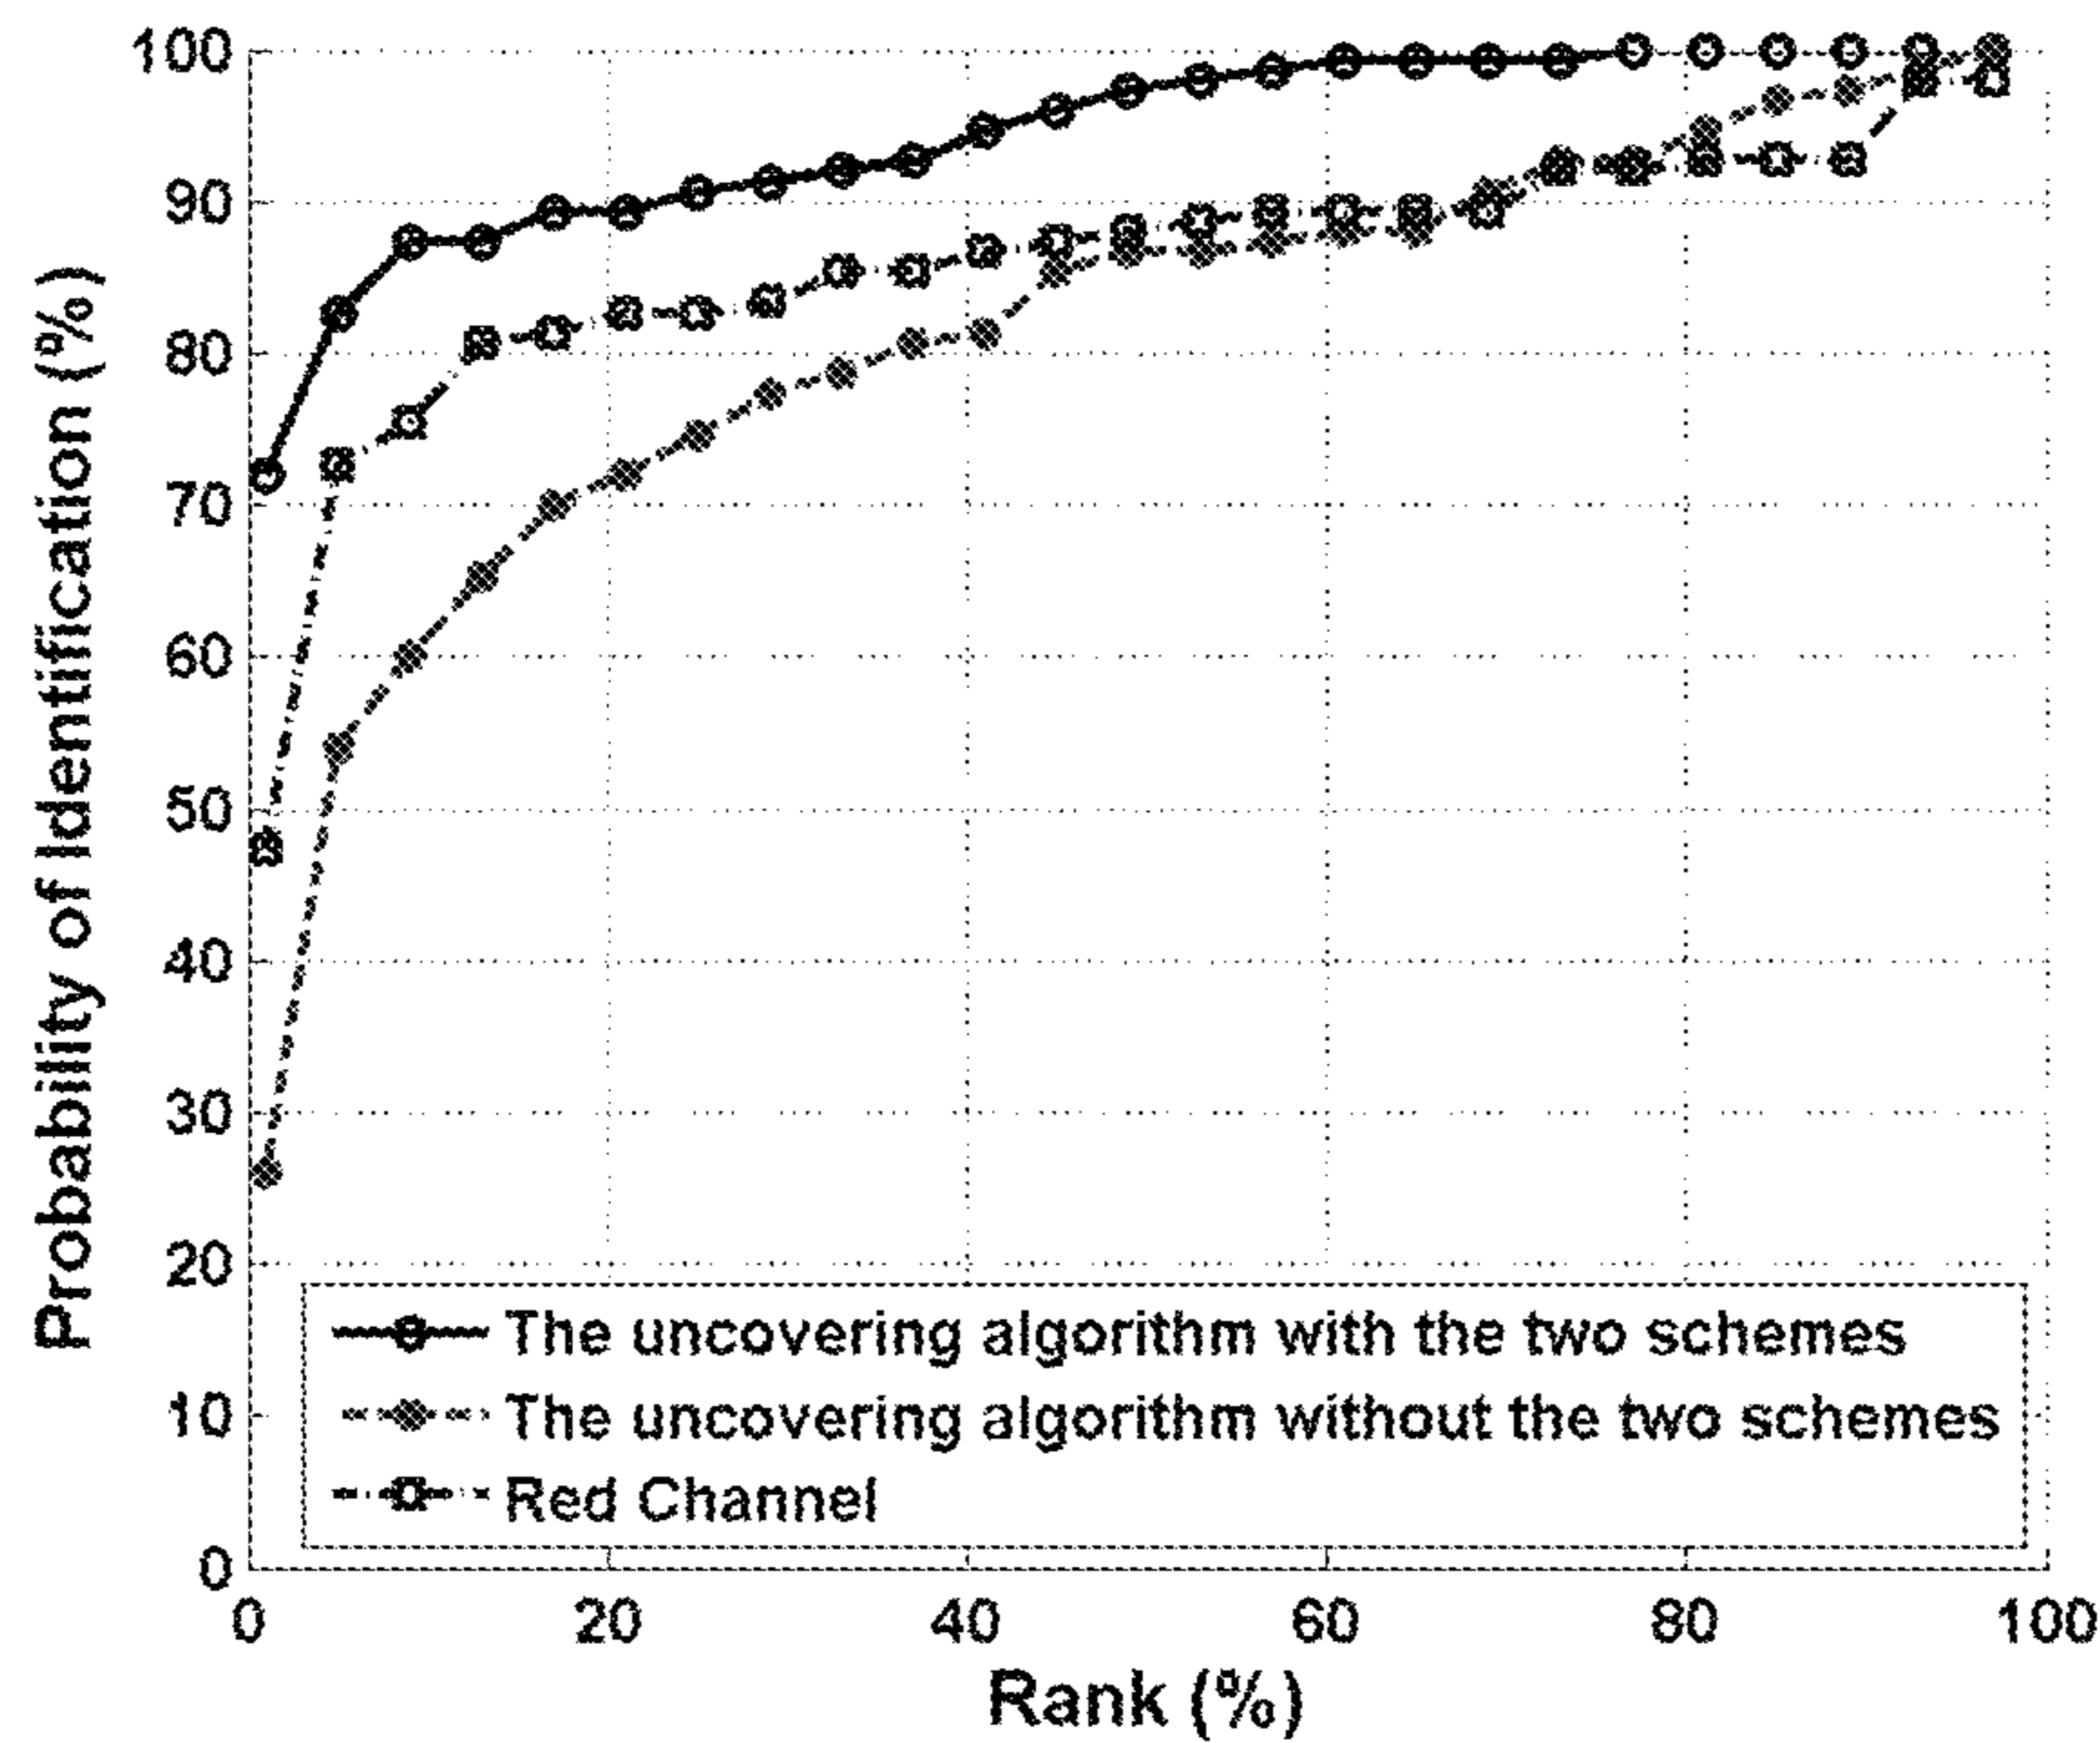 100
90
80
70
60
50
40
30
20
10
0
Probability of Identification (%)
The uncovering algorithm with the two schemes
The uncovering algorithm without the two schemes
Red Channel
0 20 40 60 80 100
Rank (%)